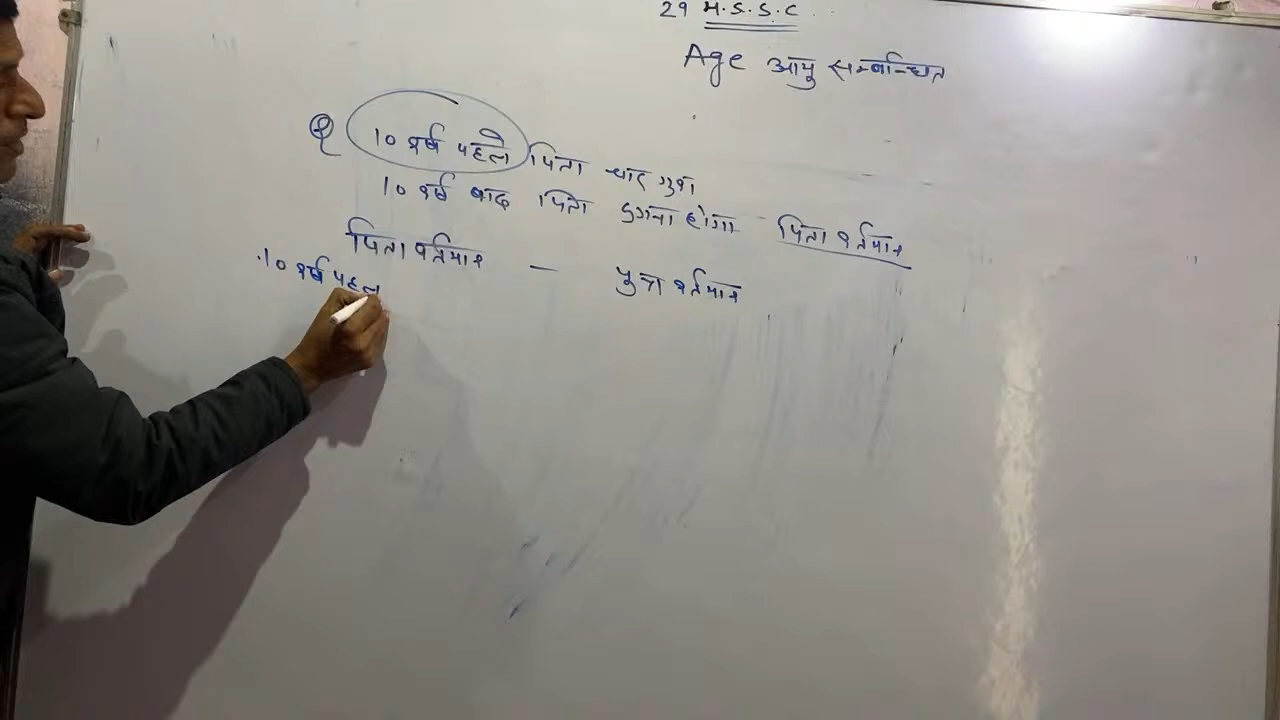 29 M.S.S.C
Age आयु सम्बन्धित
Q 10 वर्ष पहले पिता चार गुना
10 वर्ष बाद पिता दुगना होगा पिता वर्तमान
पिता वर्तमान — पुत्र वर्तमान
10 वर्ष पहल